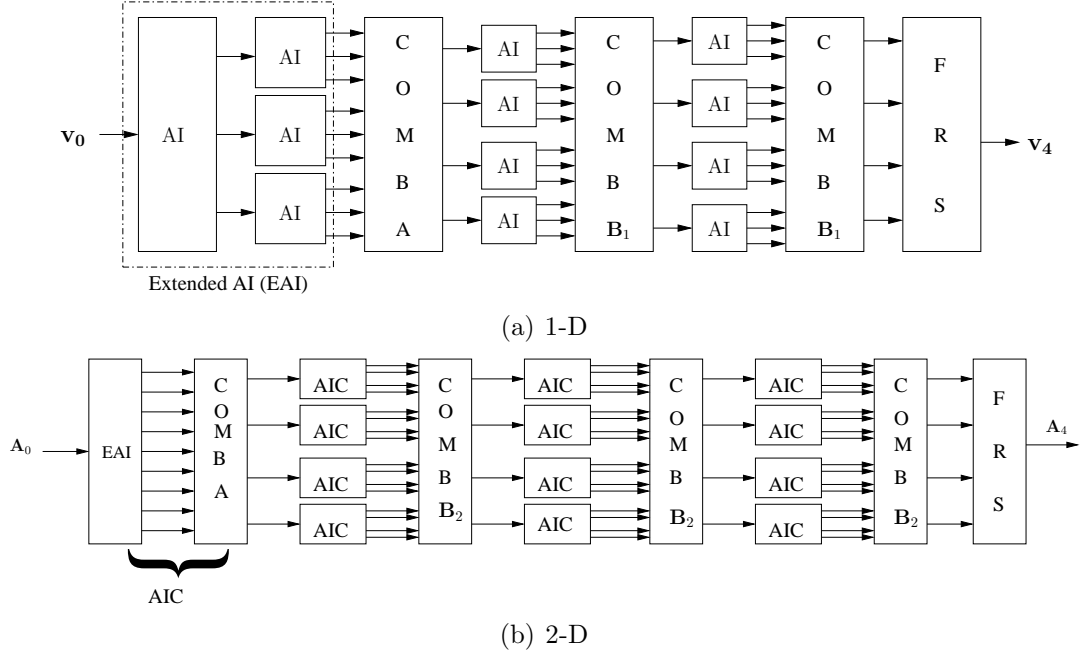 AI AI AI AI
C O M B A
AI AI AI AI
C O M B B₁
AI AI AI AI
C O M B B₁
F R S
v₀
v₄
Extended AI (EAI)
(a) 1-D
A₀
EAI
C O M B A
AIC
AIC AIC AIC AIC
C O M B B₂
AIC AIC AIC AIC
C O M B B₂
AIC AIC AIC AIC
C O M B B₂
F R S
A₄
(b) 2-D